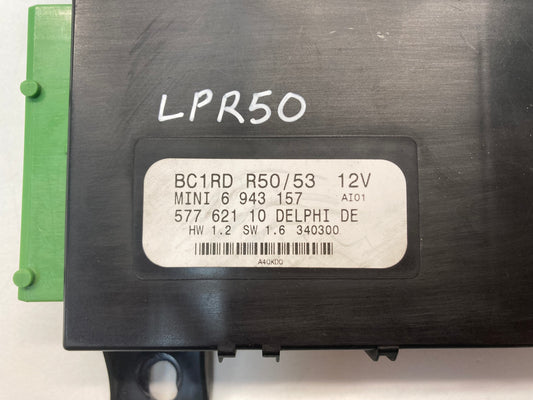 LPR50
BC1RD R50/53 12V
MINI 6 943 157 AI01
577 621 10 DELPHI DE
HW 1.2 SW 1.6 340300
A40KDO